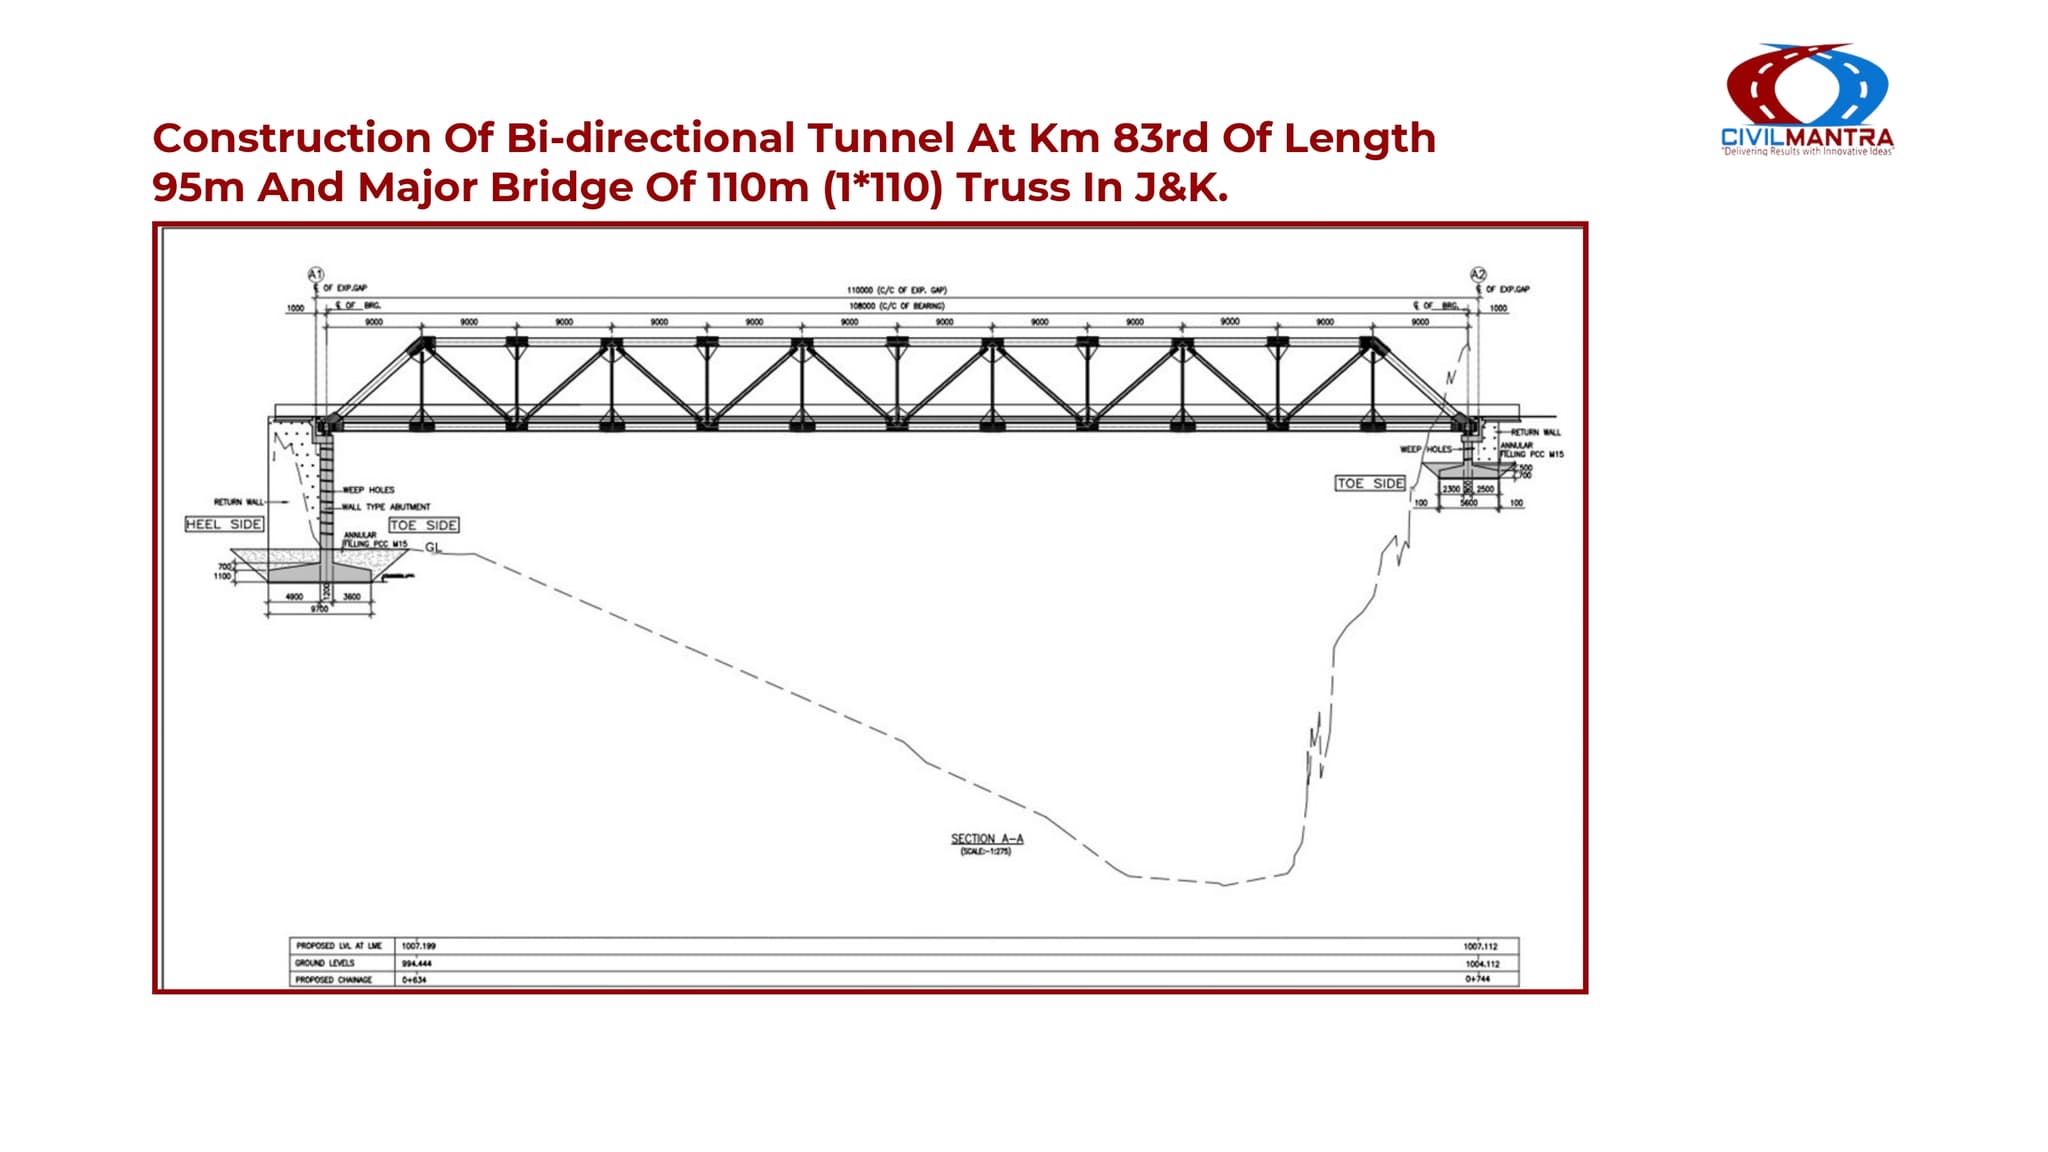 CIVILMANTRA
"Delivering Results with Innovative Ideas"
Construction Of Bi-directional Tunnel At Km 83rd Of Length
95m And Major Bridge Of 110m (1*110) Truss In J&K.
A1
℄ OF EXP.GAP
110000 (C/C OF EXP. GAP)
A2
℄ OF EXP.GAP
1000
℄ OF BRG.
108000 (C/C OF BEARING)
℄ OF BRG.
1000
9000 9000 9000 9000 9000 9000 9000 9000 9000 9000 9000 9000
RETURN WALL
WEEP HOLES
ANNULAR
FILLING PCC M15
500
700
TOE SIDE
2300 2500
100 5600 100
WEEP HOLES
RETURN WALL
WALL TYPE ABUTMENT
HEEL SIDE
TOE SIDE
ANNULAR
FILLING PCC M15
GL
700
1100
4900 1200 3600
9700
SECTION A-A
(SCALE:-1:275)
PROPOSED LVL AT LME 1007.199 1007.112
GROUND LEVELS 994.444 1004.112
PROPOSED CHAINAGE 0+634 0+744